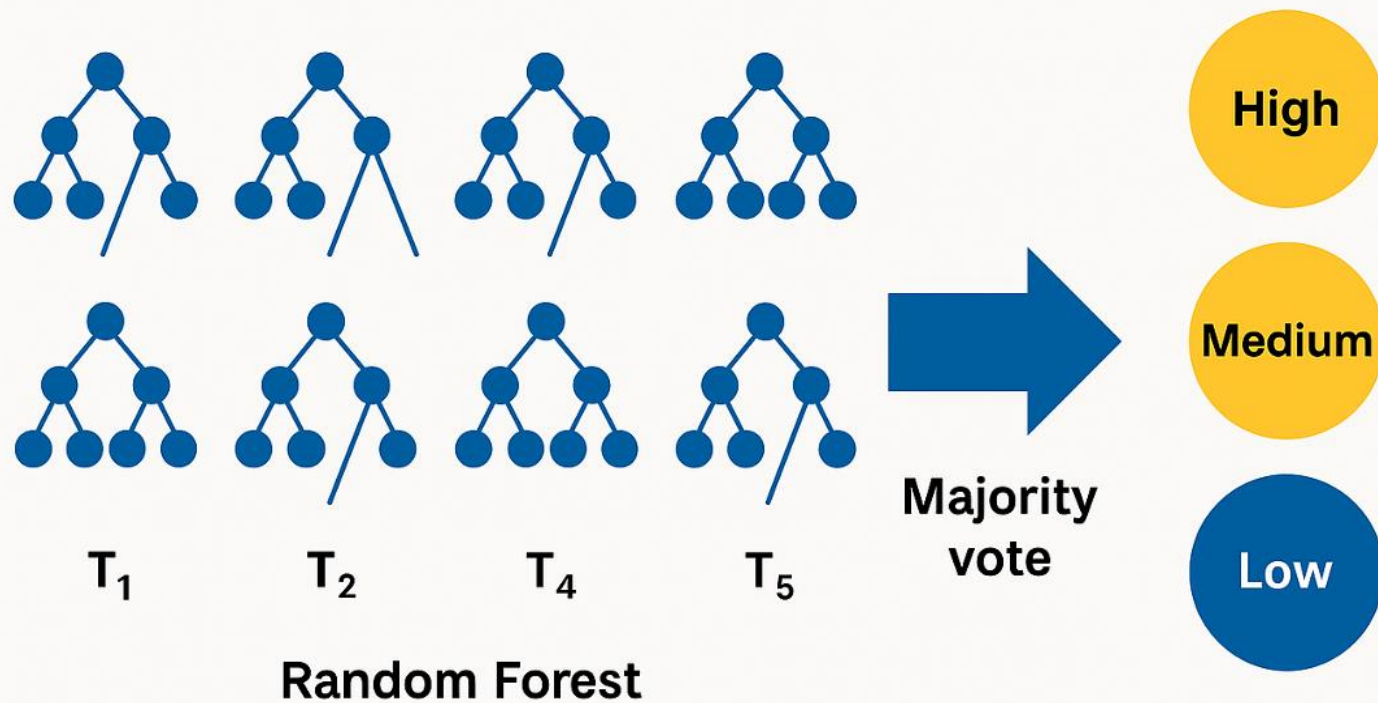 High
Medium
Low
T₁
T₂
T₄
T₅
Majority
vote
Random Forest